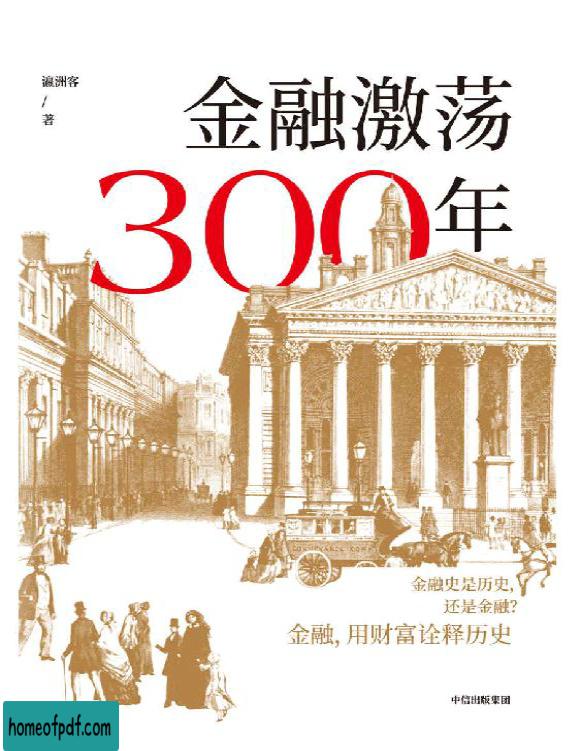 瀛洲客
/
著
金融激荡
300年
金融史是历史,
还是金融?
金融, 用财富诠释历史
中信出版集团
homeofpdf.com